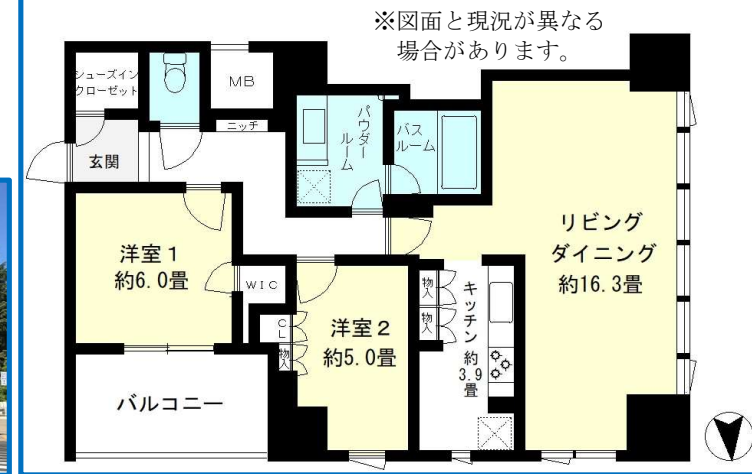 ※図面と現況が異なる
場合があります。
シューズイン
クローゼット
MB
ニッチ
玄関
パウダー
ルーム
バス
ルーム
洋室1
約6.0畳
WIC
CL
物入
洋室2
約5.0畳
物入
物入
キッチン
約3.9畳
リビング
ダイニング
約16.3畳
バルコニー